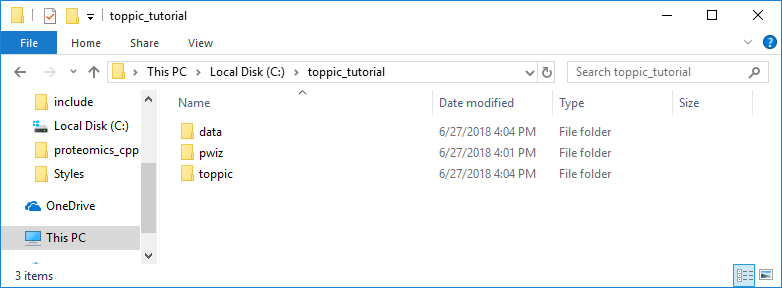 toppic_tutorial
File Home Share View
This PC Local Disk (C:) toppic_tutorial Search toppic_tutorial
include
Local Disk (C:)
proteomics_cpp
Styles
OneDrive
This PC
Name Date modified Type Size
data 6/27/2018 4:04 PM File folder
pwiz 6/27/2018 4:01 PM File folder
toppic 6/27/2018 4:04 PM File folder
3 items